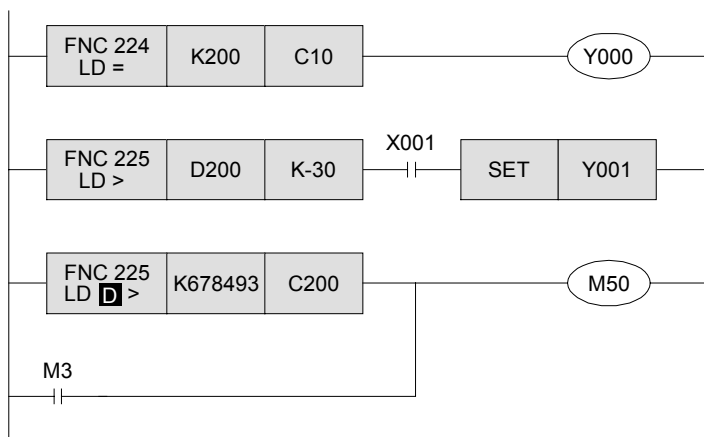 FNC 224
LD =
K200
C10
Y000
FNC 225
LD >
D200
K-30
X001
SET
Y001
FNC 225
LD D >
K678493
C200
M50
M3